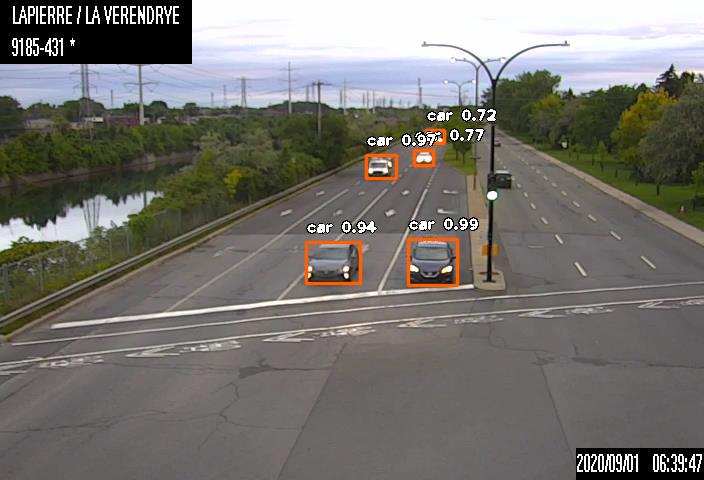 LAPIERRE / LA VERENDRYE
9185-431 *
car 0.72
car 0.97
0.77
car 0.94
car 0.99
2020/09/01 06:39:47